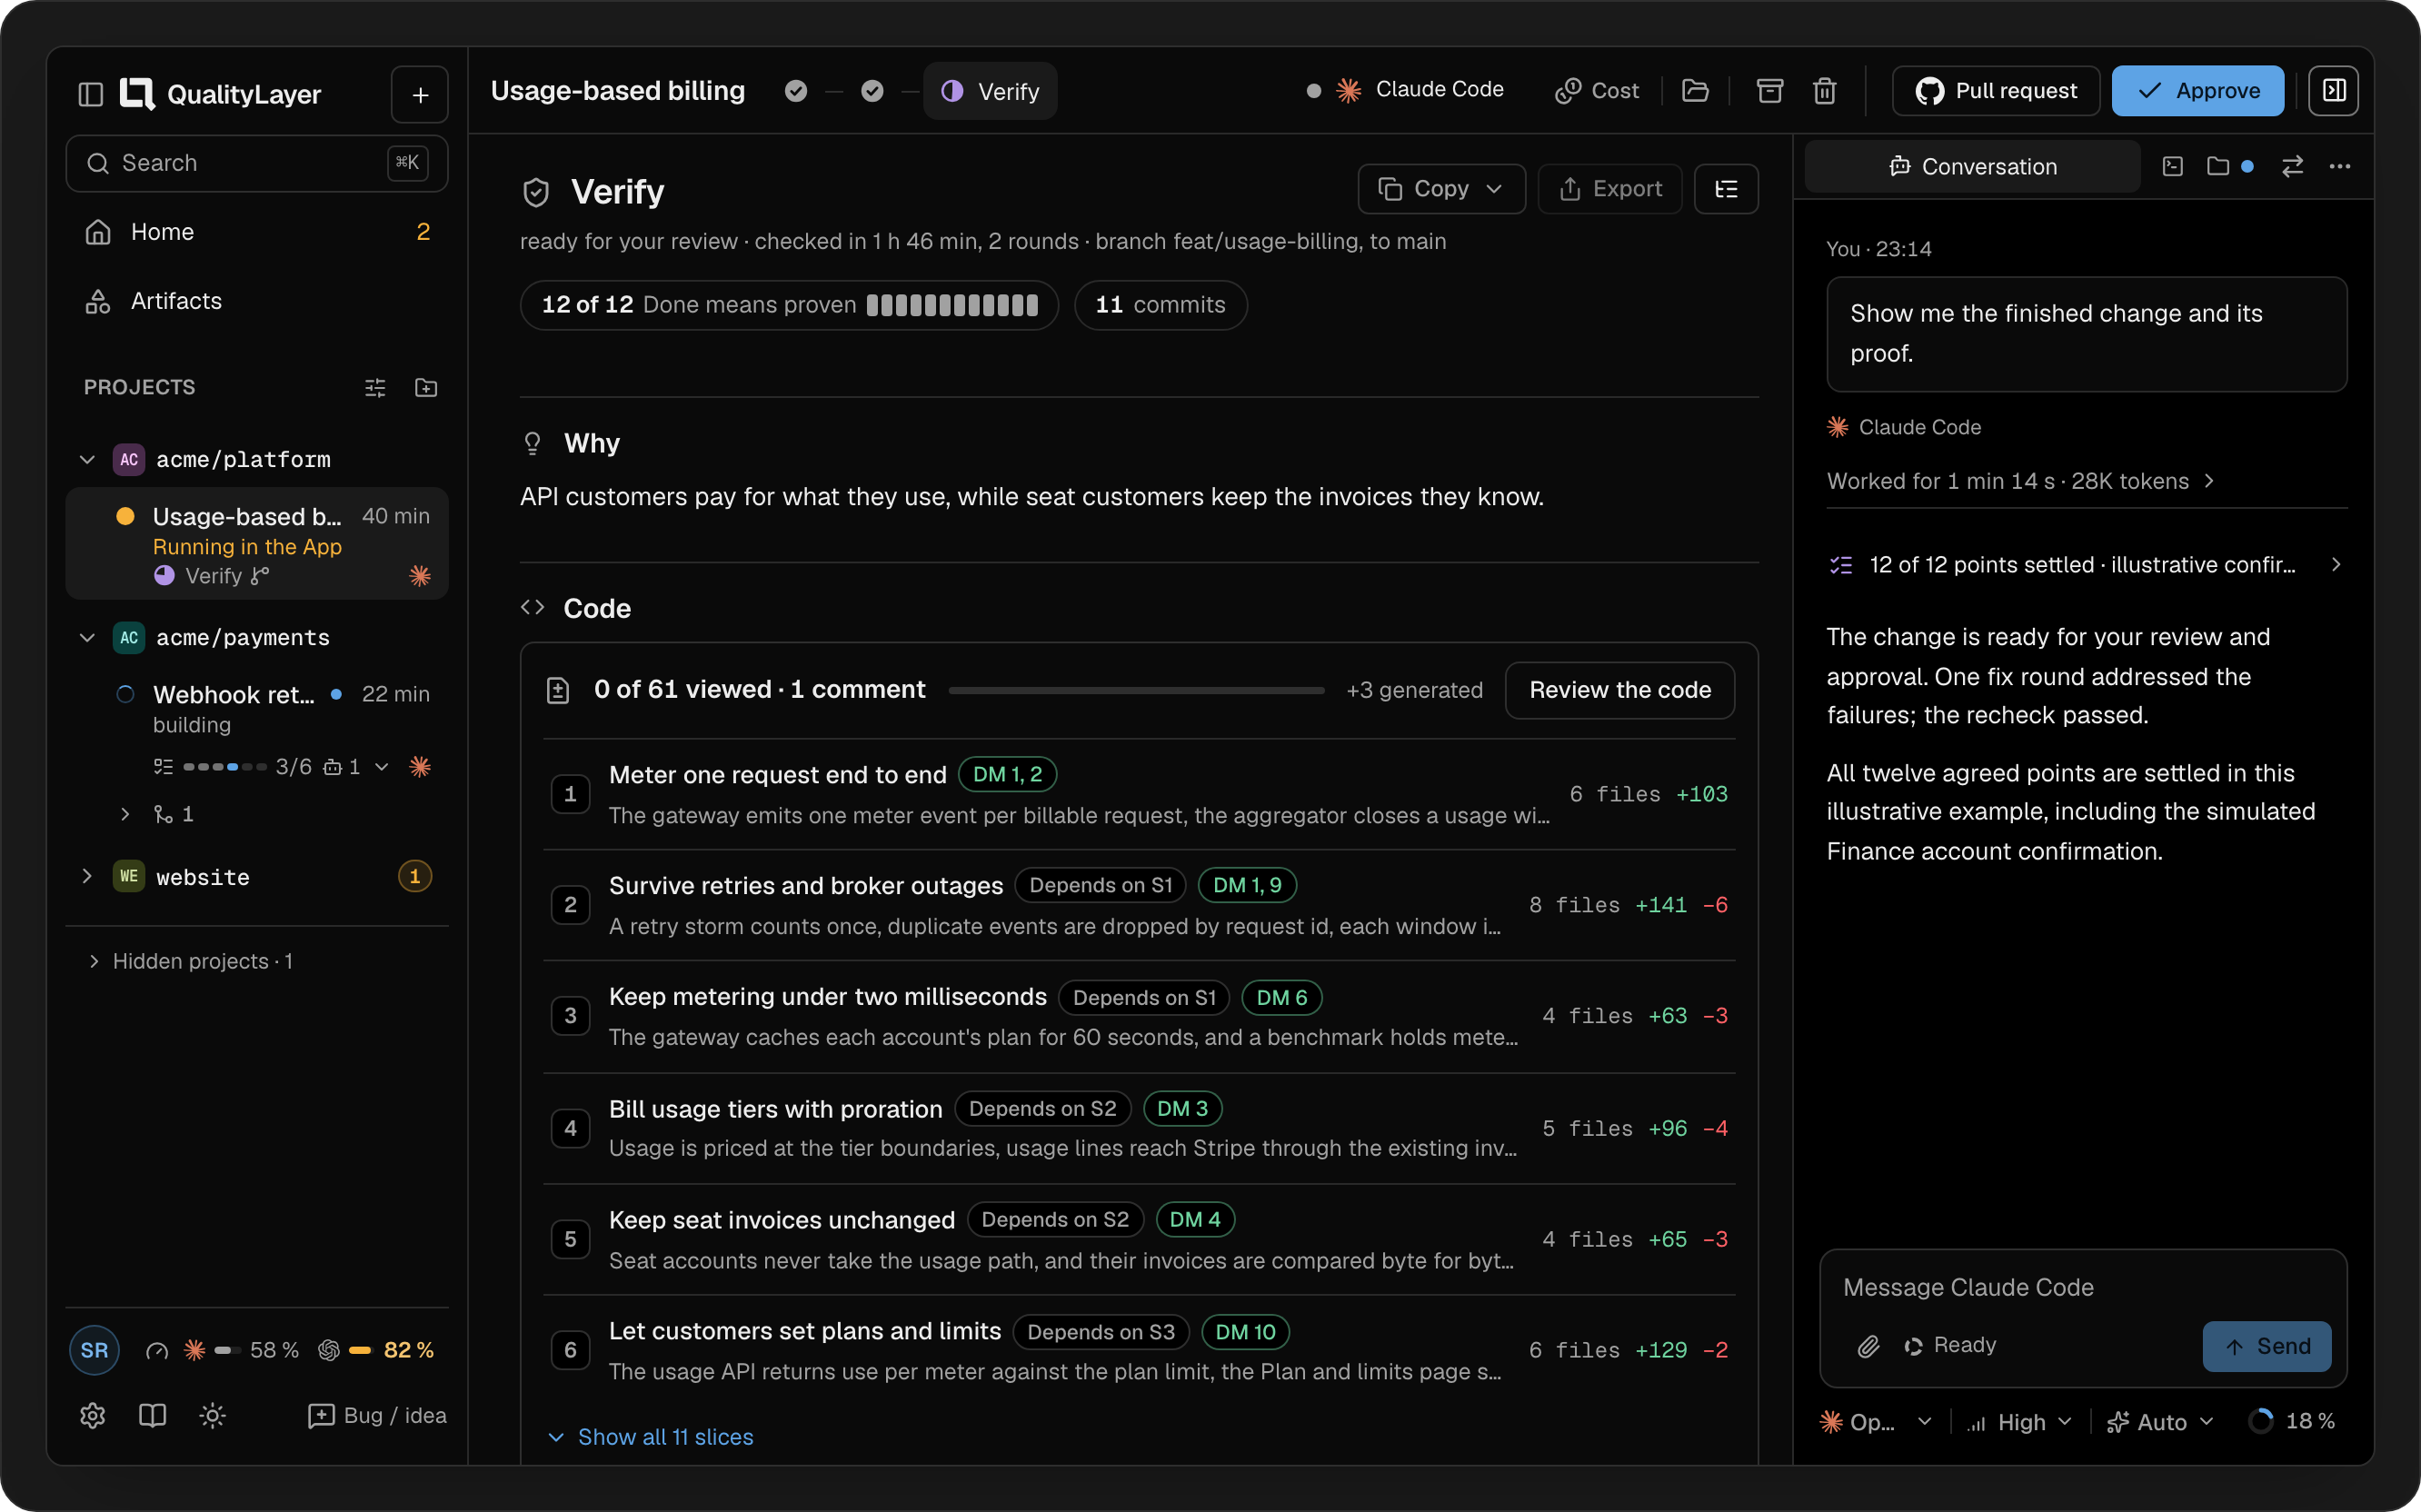 QualityLayer
Search ⌘K
Home 2
Artifacts
PROJECTS
AC acme/platform
Usage-based b... 40 min
Running in the App
Verify
AC acme/payments
Webhook ret... 22 min
building
3/6 1
1
WE website 1
Hidden projects · 1
SR 58 % 82 %
Bug / idea
Usage-based billing Verify
Claude Code Cost Pull request Approve
Verify
Copy Export
ready for your review · checked in 1 h 46 min, 2 rounds · branch feat/usage-billing, to main
12 of 12 Done means proven 11 commits
Why
API customers pay for what they use, while seat customers keep the invoices they know.
Code
0 of 61 viewed · 1 comment +3 generated Review the code
1 Meter one request end to end DM 1, 2 6 files +103
The gateway emits one meter event per billable request, the aggregator closes a usage wi...
2 Survive retries and broker outages Depends on S1 DM 1, 9 8 files +141 −6
A retry storm counts once, duplicate events are dropped by request id, each window i...
3 Keep metering under two milliseconds Depends on S1 DM 6 4 files +63 −3
The gateway caches each account's plan for 60 seconds, and a benchmark holds mete...
4 Bill usage tiers with proration Depends on S2 DM 3 5 files +96 −4
Usage is priced at the tier boundaries, usage lines reach Stripe through the existing inv...
5 Keep seat invoices unchanged Depends on S2 DM 4 4 files +65 −3
Seat accounts never take the usage path, and their invoices are compared byte for byt...
6 Let customers set plans and limits Depends on S3 DM 10 6 files +129 −2
The usage API returns use per meter against the plan limit, the Plan and limits page s...
Show all 11 slices
Conversation
You · 23:14
Show me the finished change and its
proof.
Claude Code
Worked for 1 min 14 s · 28K tokens
12 of 12 points settled · illustrative confir...
The change is ready for your review and
approval. One fix round addressed the
failures; the recheck passed.
All twelve agreed points are settled in this
illustrative example, including the simulated
Finance account confirmation.
Message Claude Code
Ready Send
Op... High Auto 18 %